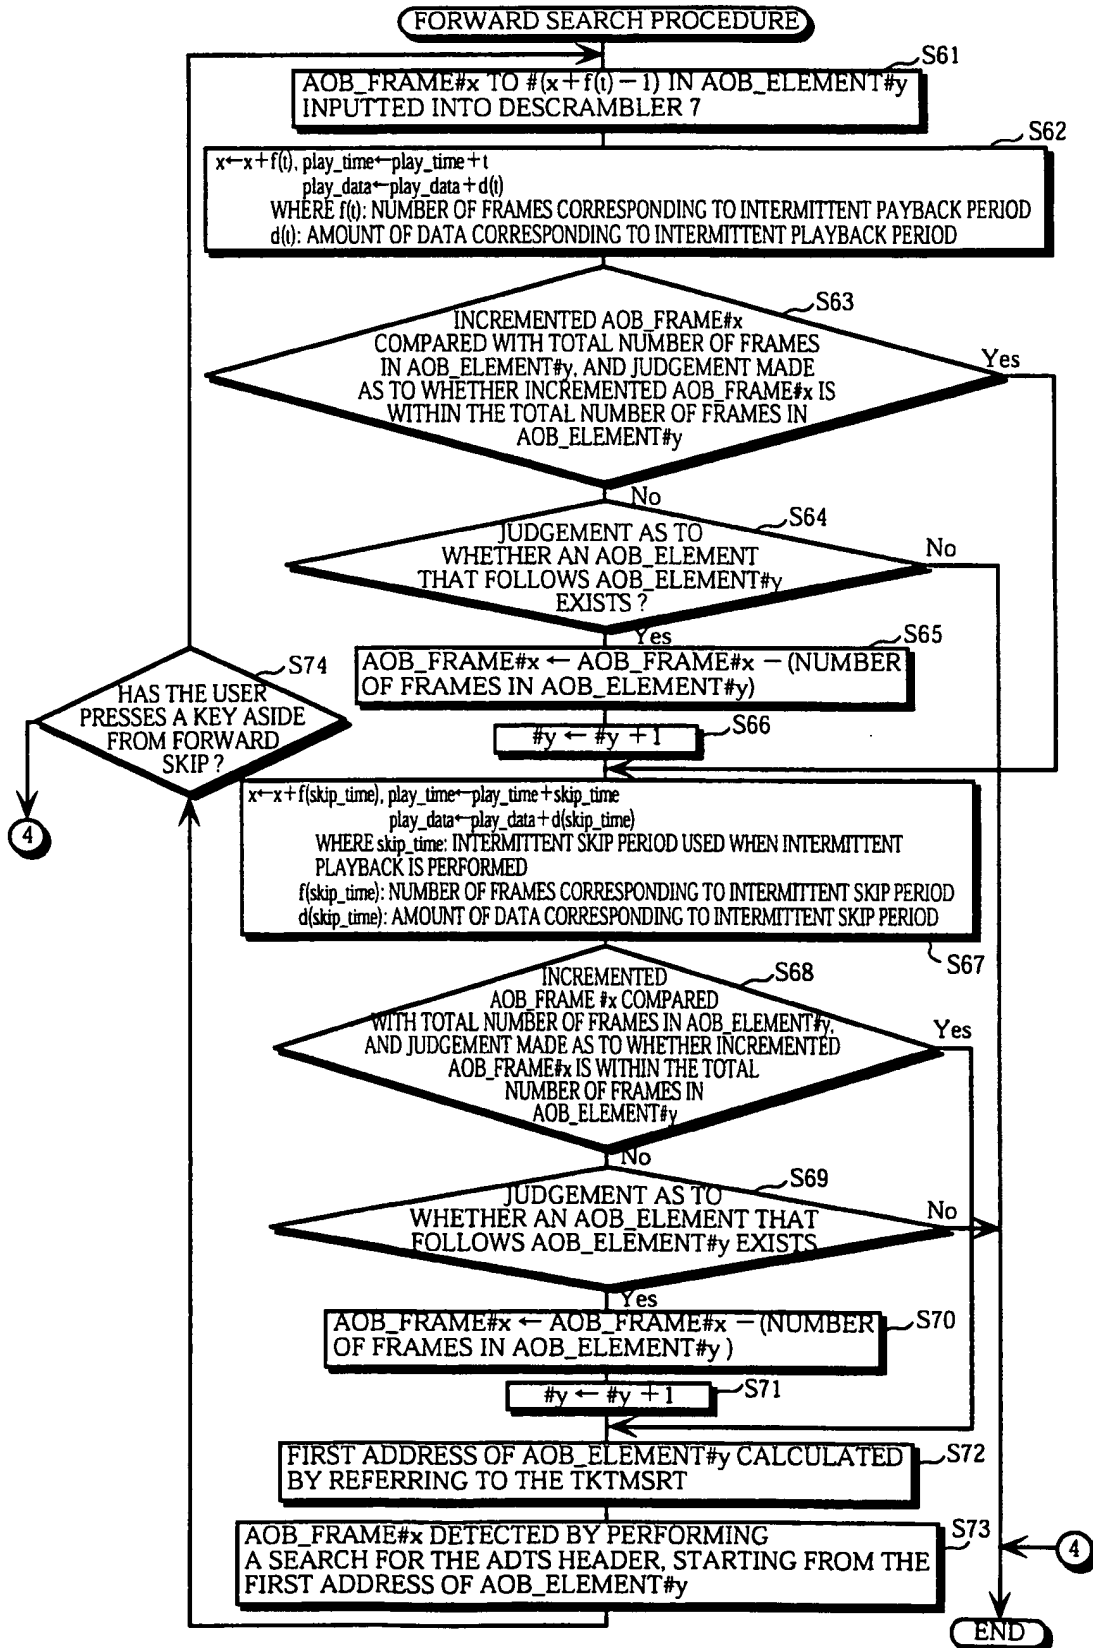 FORWARD SEARCH PROCEDURE
S61
AOB_FRAME#x TO #(x+f(t)-1) IN AOB_ELEMENT#y
INPUTTED INTO DESCRAMBLER 7
S62
x←x+f(t), play_time←play_time+t
play_data←play_data+d(t)
WHERE f(t): NUMBER OF FRAMES CORRESPONDING TO INTERMITTENT PAYBACK PERIOD
d(t): AMOUNT OF DATA CORRESPONDING TO INTERMITTENT PLAYBACK PERIOD
S63
INCREMENTED AOB_FRAME#x
COMPARED WITH TOTAL NUMBER OF FRAMES
IN AOB_ELEMENT#y, AND JUDGEMENT MADE
AS TO WHETHER INCREMENTED AOB_FRAME#x IS
WITHIN THE TOTAL NUMBER OF FRAMES IN
AOB_ELEMENT#y
Yes
No
S64
JUDGEMENT AS TO
WHETHER AN AOB_ELEMENT
THAT FOLLOWS AOB_ELEMENT#y
EXISTS ?
No
Yes
S65
AOB_FRAME#x ← AOB_FRAME#x - (NUMBER
OF FRAMES IN AOB_ELEMENT#y)
S66
#y ← #y + 1
S74
HAS THE USER
PRESSES A KEY ASIDE
FROM FORWARD
SKIP ?
4
x←x+f(skip_time), play_time←play_time+skip_time
play_data←play_data+d(skip_time)
WHERE skip_time: INTERMITTENT SKIP PERIOD USED WHEN INTERMITTENT
PLAYBACK IS PERFORMED
f(skip_time): NUMBER OF FRAMES CORRESPONDING TO INTERMITTENT SKIP PERIOD
d(skip_time): AMOUNT OF DATA CORRESPONDING TO INTERMITTENT SKIP PERIOD
S67
S68
INCREMENTED
AOB_FRAME #x COMPARED
WITH TOTAL NUMBER OF FRAMES IN AOB_ELEMENT#y,
AND JUDGEMENT MADE AS TO WHETHER INCREMENTED
AOB_FRAME#x IS WITHIN THE TOTAL
NUMBER OF FRAMES IN
AOB_ELEMENT#y
Yes
No
S69
JUDGEMENT AS TO
WHETHER AN AOB_ELEMENT THAT
FOLLOWS AOB_ELEMENT#y EXISTS
No
Yes
AOB_FRAME#x ← AOB_FRAME#x - (NUMBER
OF FRAMES IN AOB_ELEMENT#y )
S70
#y ← #y + 1
S71
FIRST ADDRESS OF AOB_ELEMENT#y CALCULATED
BY REFERRING TO THE TKTMSRT
S72
AOB_FRAME#x DETECTED BY PERFORMING
A SEARCH FOR THE ADTS HEADER, STARTING FROM THE
FIRST ADDRESS OF AOB_ELEMENT#y
S73
4
END